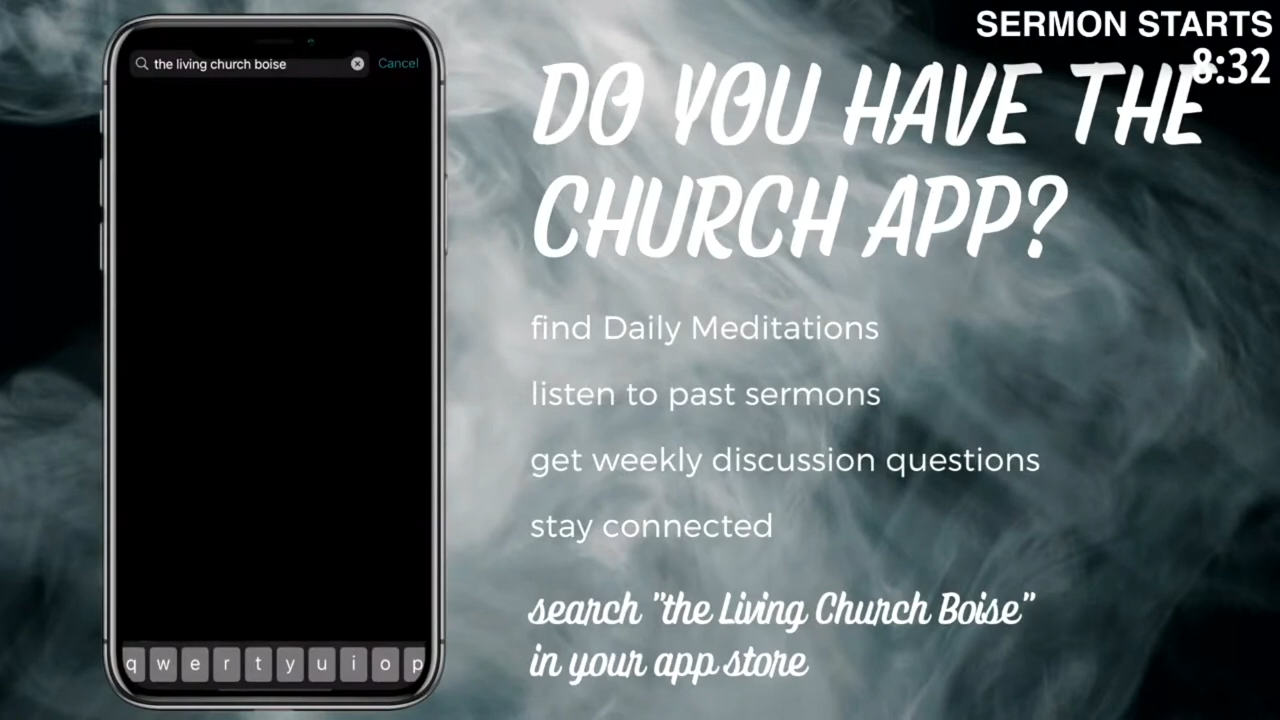 the living church boise
Cancel
q w e r t y u i o p
SERMON STARTS
8:32
DO YOU HAVE THE
CHURCH APP?
find Daily Meditations
listen to past sermons
get weekly discussion questions
stay connected
search "the Living Church Boise"
in your app store